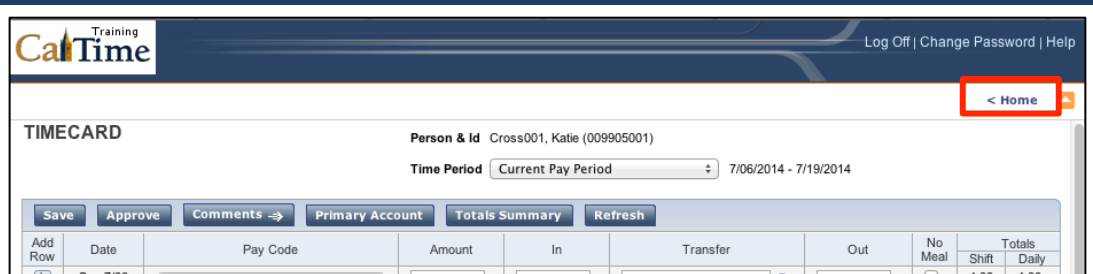 Training
CalTime
Log Off | Change Password | Help
< Home
TIMECARD
Person & Id Cross001, Katie (009905001)
Time Period Current Pay Period 7/06/2014 - 7/19/2014
Save Approve Comments Primary Account Totals Summary Refresh
Add Row Date Pay Code Amount In Transfer Out No Meal Totals
Shift Daily